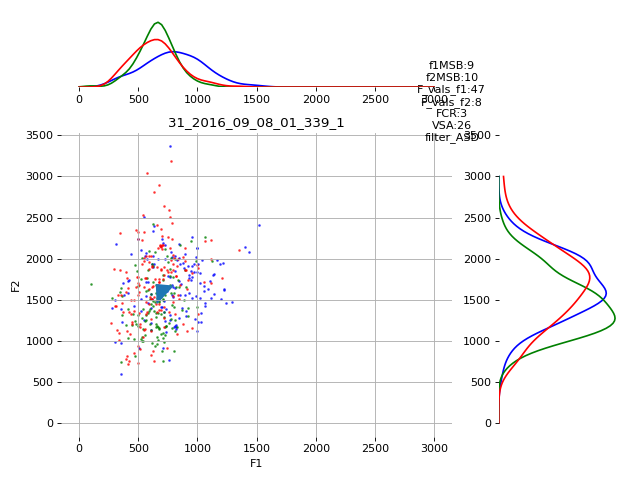 f1MSB:9
f2MSB:10
F_vals_f1:47
F_vals_f2:8
FCR:3
VSA:26
filter_ASD
0 500 1000 1500 2000 2500 3000
31_2016_09_08_01_339_1
3500
3000
2500
2000
1500
1000
500
0
F2
0 500 1000 1500 2000 2500 3000
F1
3500
3000
2500
2000
1500
1000
500
0